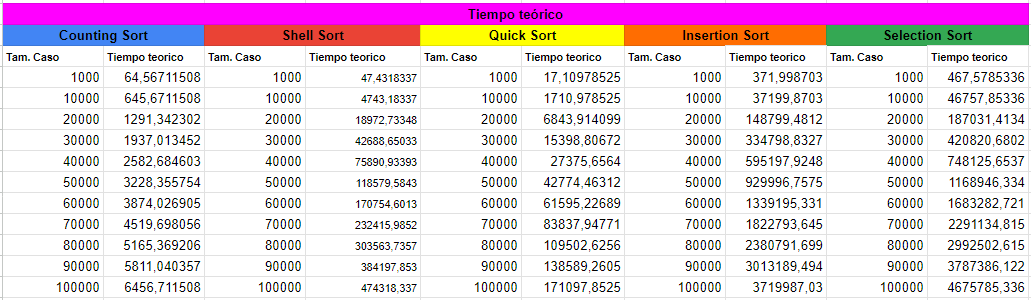 Tiempo teórico
Counting Sort Shell Sort Quick Sort Insertion Sort Selection Sort
Tam. Caso Tiempo teorico Tam. Caso Tiempo teorico Tam. Caso Tiempo teorico Tam. Caso Tiempo teorico Tam. Caso Tiempo teorico
1000 64,56711508 1000 47,4318337 1000 17,10978525 1000 371,998703 1000 467,5785336
10000 645,6711508 10000 4743,18337 10000 1710,978525 10000 37199,8703 10000 46757,85336
20000 1291,342302 20000 18972,73348 20000 6843,914099 20000 148799,4812 20000 187031,4134
30000 1937,013452 30000 42688,65033 30000 15398,80672 30000 334798,8327 30000 420820,6802
40000 2582,684603 40000 75890,93393 40000 27375,6564 40000 595197,9248 40000 748125,6537
50000 3228,355754 50000 118579,5843 50000 42774,46312 50000 929996,7575 50000 1168946,334
60000 3874,026905 60000 170754,6013 60000 61595,22689 60000 1339195,331 60000 1683282,721
70000 4519,698056 70000 232415,9852 70000 83837,94771 70000 1822793,645 70000 2291134,815
80000 5165,369206 80000 303563,7357 80000 109502,6256 80000 2380791,699 80000 2992502,615
90000 5811,040357 90000 384197,853 90000 138589,2605 90000 3013189,494 90000 3787386,122
100000 6456,711508 100000 474318,337 100000 171097,8525 100000 3719987,03 100000 4675785,336